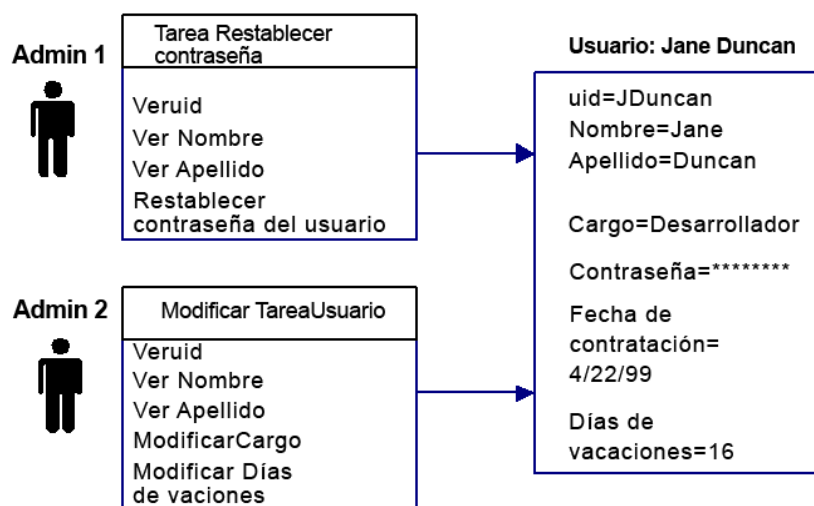 Admin 1
Tarea Restablecer
contraseña
Veruid
Ver Nombre
Ver Apellido
Restablecer
contraseña del usuario
Admin 2
Modificar TareaUsuario
Veruid
Ver Nombre
Ver Apellido
ModificarCargo
Modificar Días
de vaciones
Usuario: Jane Duncan
uid=JDuncan
Nombre=Jane
Apellido=Duncan
Cargo=Desarrollador
Contraseña=********
Fecha de
contratación=
4/22/99
Días de
vacaciones=16